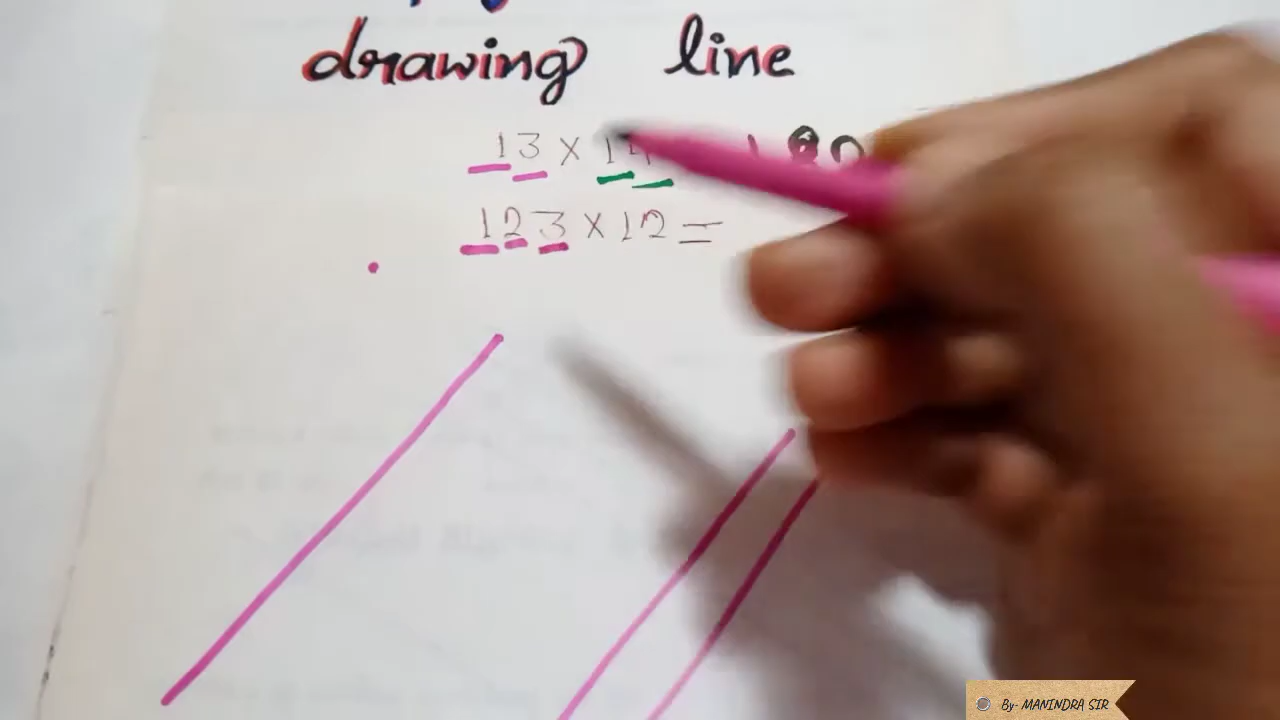 drawing line
13 × 14
123 × 12 =
By- MANINDRA SIR